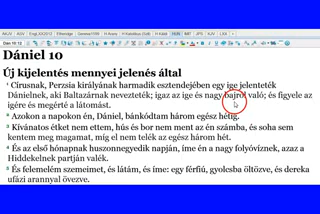 Dániel 10
Új kijelentés mennyei jelenés által
1 Círusnak, Perzsia királyának harmadik esztendejében egy ige jelenteték
Dánielnek, aki Baltazárnak nevezteték; igaz az ige és nagy bajról való; és figyele az
igére és megérté a látomást.
2 Azokon a napokon én, Dániel, bánkódtam három egész hétig.
3 Kívánatos étket nem ettem, hús és bor nem ment az én számba, és soha sem
kentem meg magamat, míg el nem telék az egész három hét.
4 És az első hónapnak huszonnegyedik napján, íme én a nagy folyóvíznek, azaz a
Hiddekelnek partján valék.
5 És felemelém szemeimet, és látám, és íme: egy férfiú, gyolcsba öltözve, és dereka
ufázi arannyal övezve.